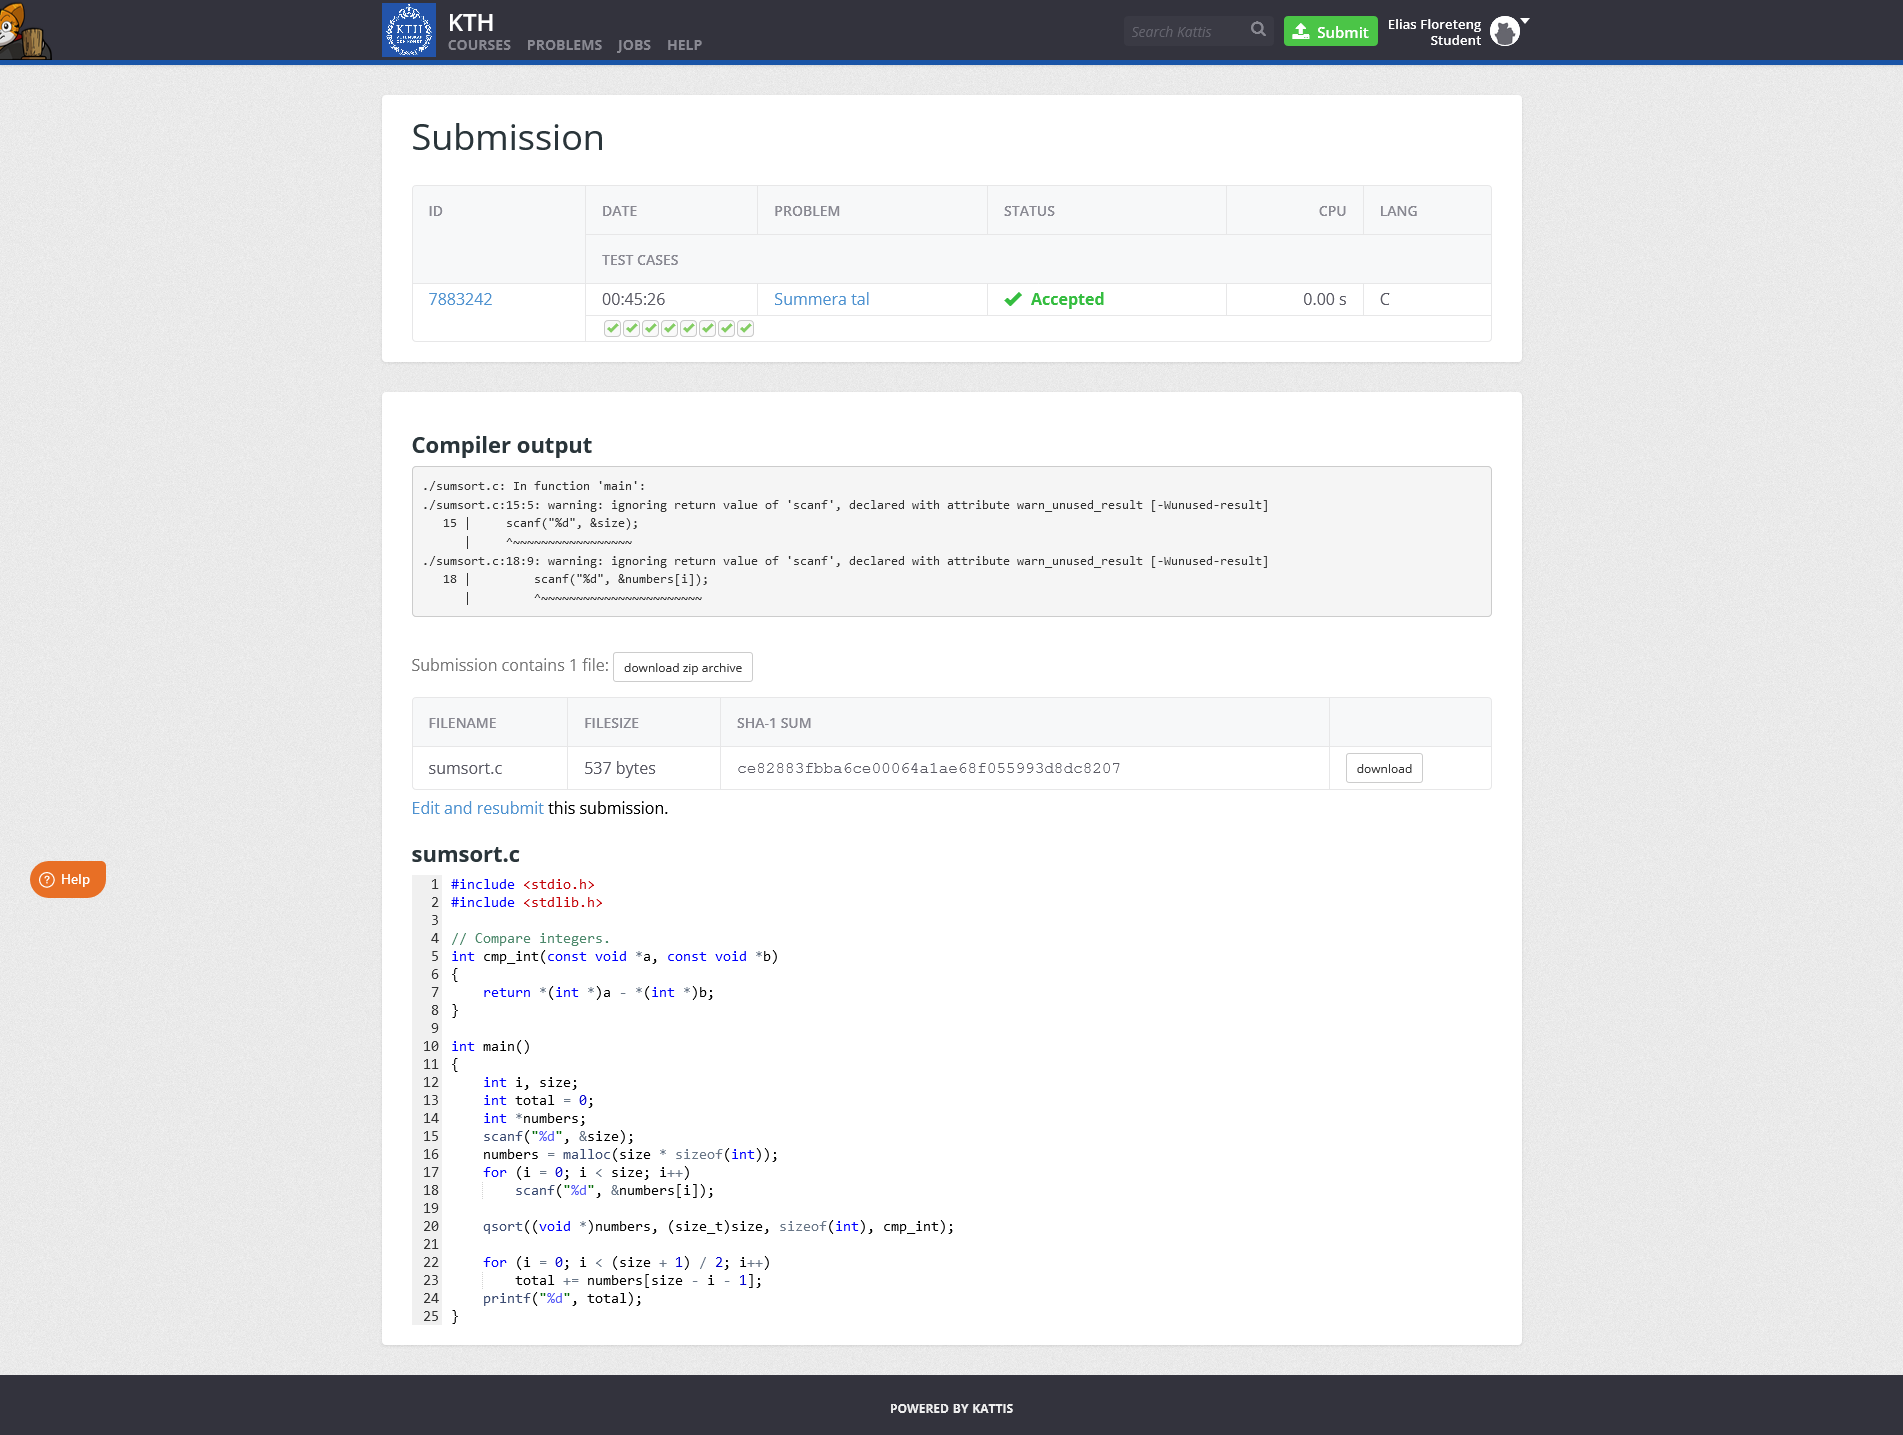 KTH
COURSES PROBLEMS JOBS HELP
Search Kattis
Submit
Elias Floreteng
Student
Submission
ID DATE PROBLEM STATUS CPU LANG
TEST CASES
7883242 00:45:26 Summera tal Accepted 0.00 s C
Compiler output
./sumsort.c: In function 'main':
./sumsort.c:15:5: warning: ignoring return value of 'scanf', declared with attribute warn_unused_result [-Wunused-result]
   15 |     scanf("%d", &size);
      |     ^~~~~~~~~~~~~~~~~~
./sumsort.c:18:9: warning: ignoring return value of 'scanf', declared with attribute warn_unused_result [-Wunused-result]
   18 |         scanf("%d", &numbers[i]);
      |         ^~~~~~~~~~~~~~~~~~~~~~~~
Submission contains 1 file: download zip archive
FILENAME FILESIZE SHA-1 SUM
sumsort.c 537 bytes ce82883fbba6ce00064a1ae68f055993d8dc8207 download
Edit and resubmit this submission.
sumsort.c
1 #include <stdio.h>
2 #include <stdlib.h>
3
4 // Compare integers.
5 int cmp_int(const void *a, const void *b)
6 {
7     return *(int *)a - *(int *)b;
8 }
9
10 int main()
11 {
12     int i, size;
13     int total = 0;
14     int *numbers;
15     scanf("%d", &size);
16     numbers = malloc(size * sizeof(int));
17     for (i = 0; i < size; i++)
18         scanf("%d", &numbers[i]);
19
20     qsort((void *)numbers, (size_t)size, sizeof(int), cmp_int);
21
22     for (i = 0; i < (size + 1) / 2; i++)
23         total += numbers[size - i - 1];
24     printf("%d", total);
25 }
Help
POWERED BY KATTIS